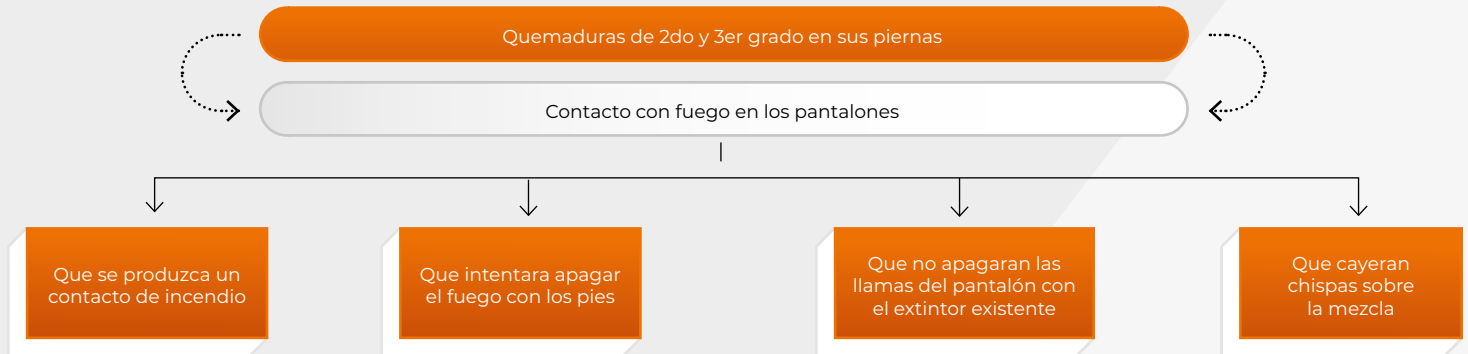 Quemaduras de 2do y 3er grado en sus piernas
Contacto con fuego en los pantalones
Que se produzca un
contacto de incendio
Que intentara apagar
el fuego con los pies
Que no apagaran las
llamas del pantalón con
el extintor existente
Que cayeran
chispas sobre
la mezcla